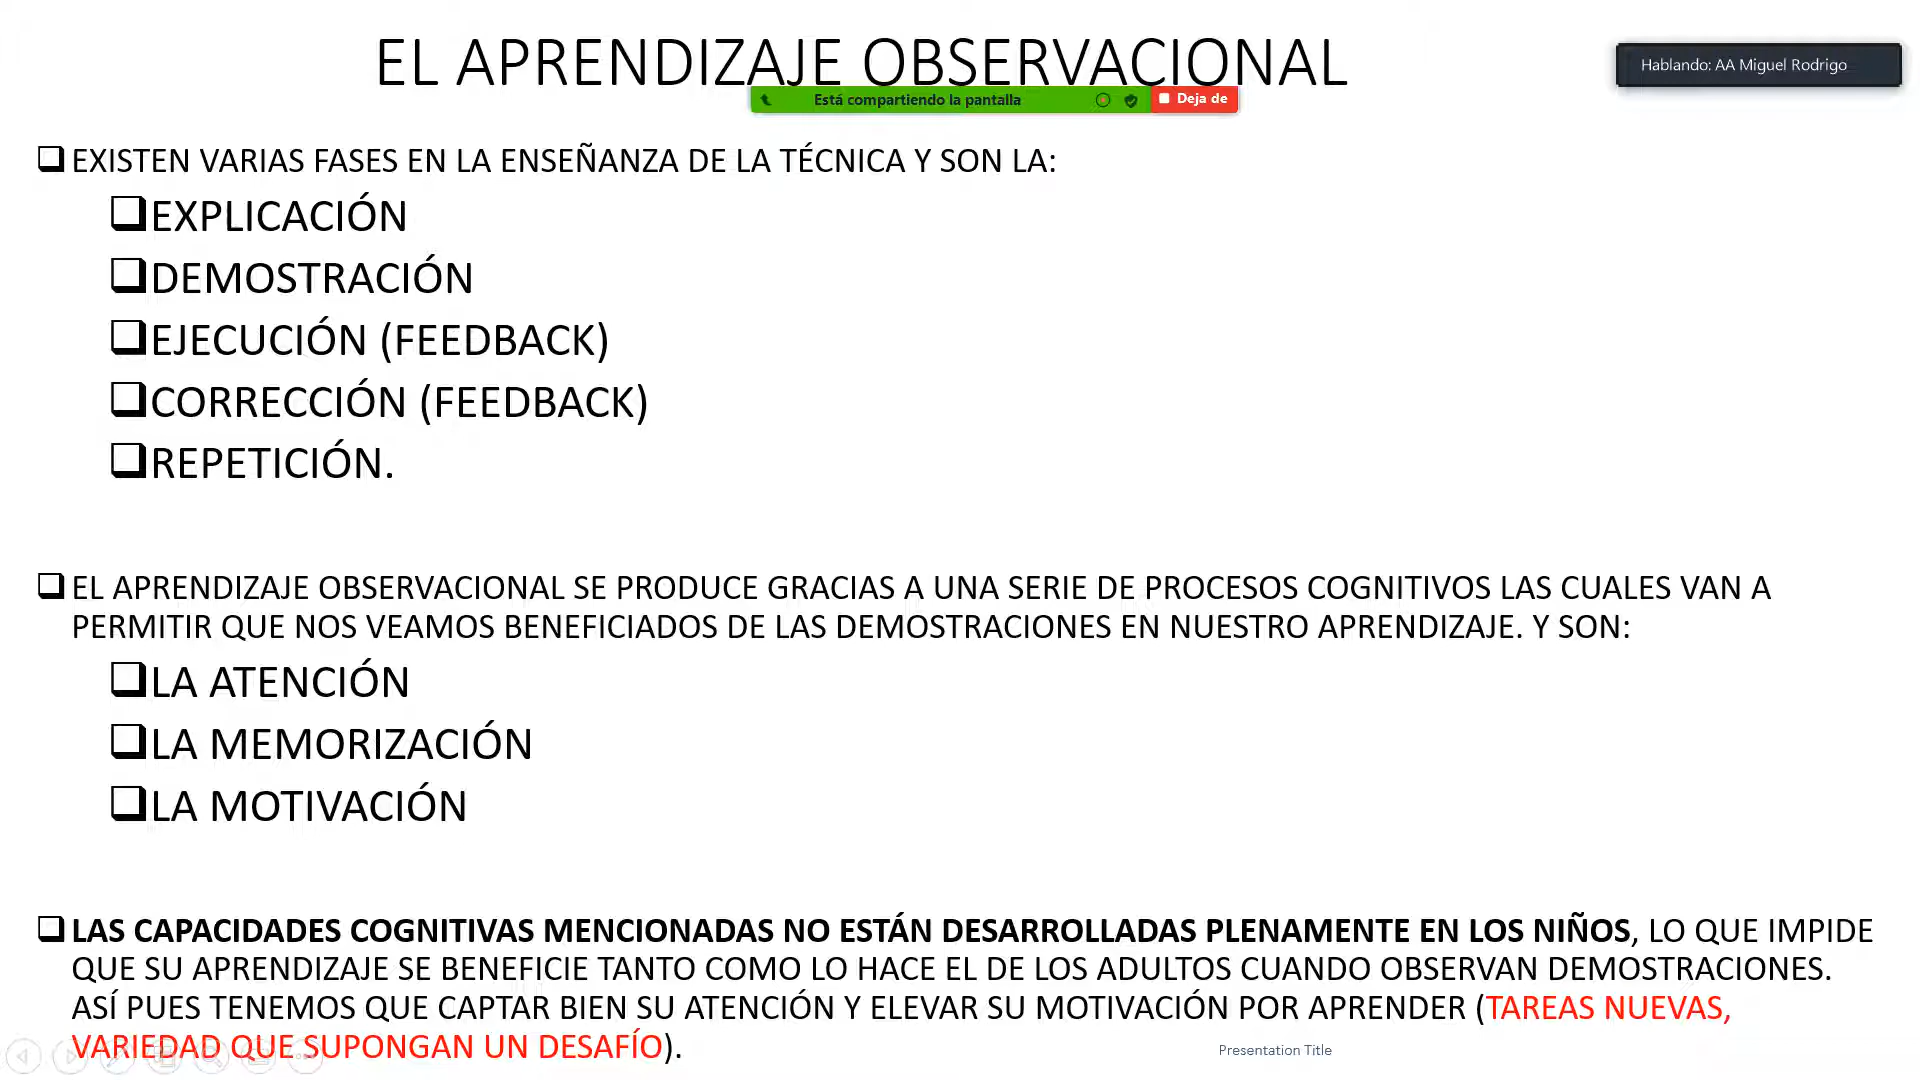 EL APRENDIZAJE OBSERVACIONAL
Hablando: AA Miguel Rodrigo
Está compartiendo la pantalla
Deja de
EXISTEN VARIAS FASES EN LA ENSEÑANZA DE LA TÉCNICA Y SON LA:
EXPLICACIÓN
DEMOSTRACIÓN
EJECUCIÓN (FEEDBACK)
CORRECCIÓN (FEEDBACK)
REPETICIÓN.
EL APRENDIZAJE OBSERVACIONAL SE PRODUCE GRACIAS A UNA SERIE DE PROCESOS COGNITIVOS LAS CUALES VAN A
PERMITIR QUE NOS VEAMOS BENEFICIADOS DE LAS DEMOSTRACIONES EN NUESTRO APRENDIZAJE. Y SON:
LA ATENCIÓN
LA MEMORIZACIÓN
LA MOTIVACIÓN
LAS CAPACIDADES COGNITIVAS MENCIONADAS NO ESTÁN DESARROLLADAS PLENAMENTE EN LOS NIÑOS, LO QUE IMPIDE
QUE SU APRENDIZAJE SE BENEFICIE TANTO COMO LO HACE EL DE LOS ADULTOS CUANDO OBSERVAN DEMOSTRACIONES.
ASÍ PUES TENEMOS QUE CAPTAR BIEN SU ATENCIÓN Y ELEVAR SU MOTIVACIÓN POR APRENDER (TAREAS NUEVAS,
VARIEDAD QUE SUPONGAN UN DESAFÍO).
Presentation Title